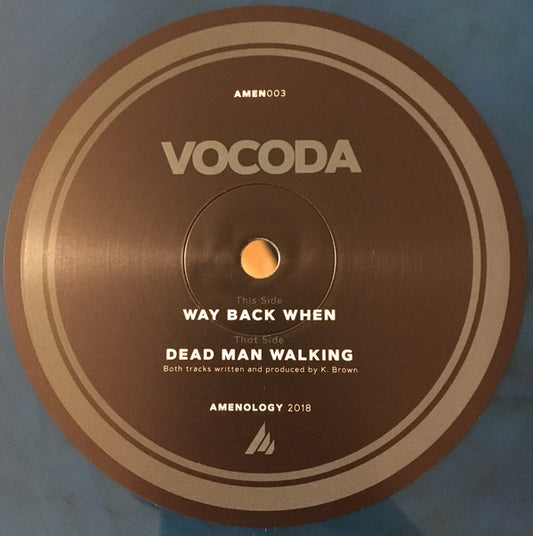 AMEN003
VOCODA
This Side
WAY BACK WHEN
That Side
DEAD MAN WALKING
Both tracks written and produced by K. Brown
AMENOLOGY 2018